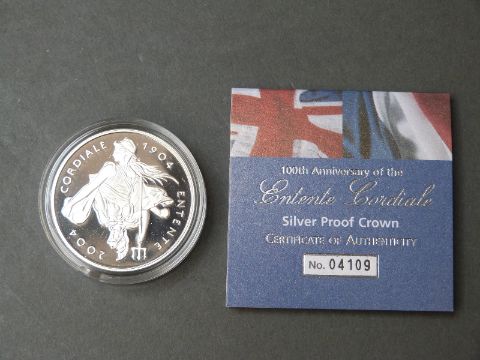 ENTENTE CORDIALE
1904
2004
100th Anniversary of the
Entente Cordiale
Silver Proof Crown
CERTIFICATE OF AUTHENTICITY
No. 04109